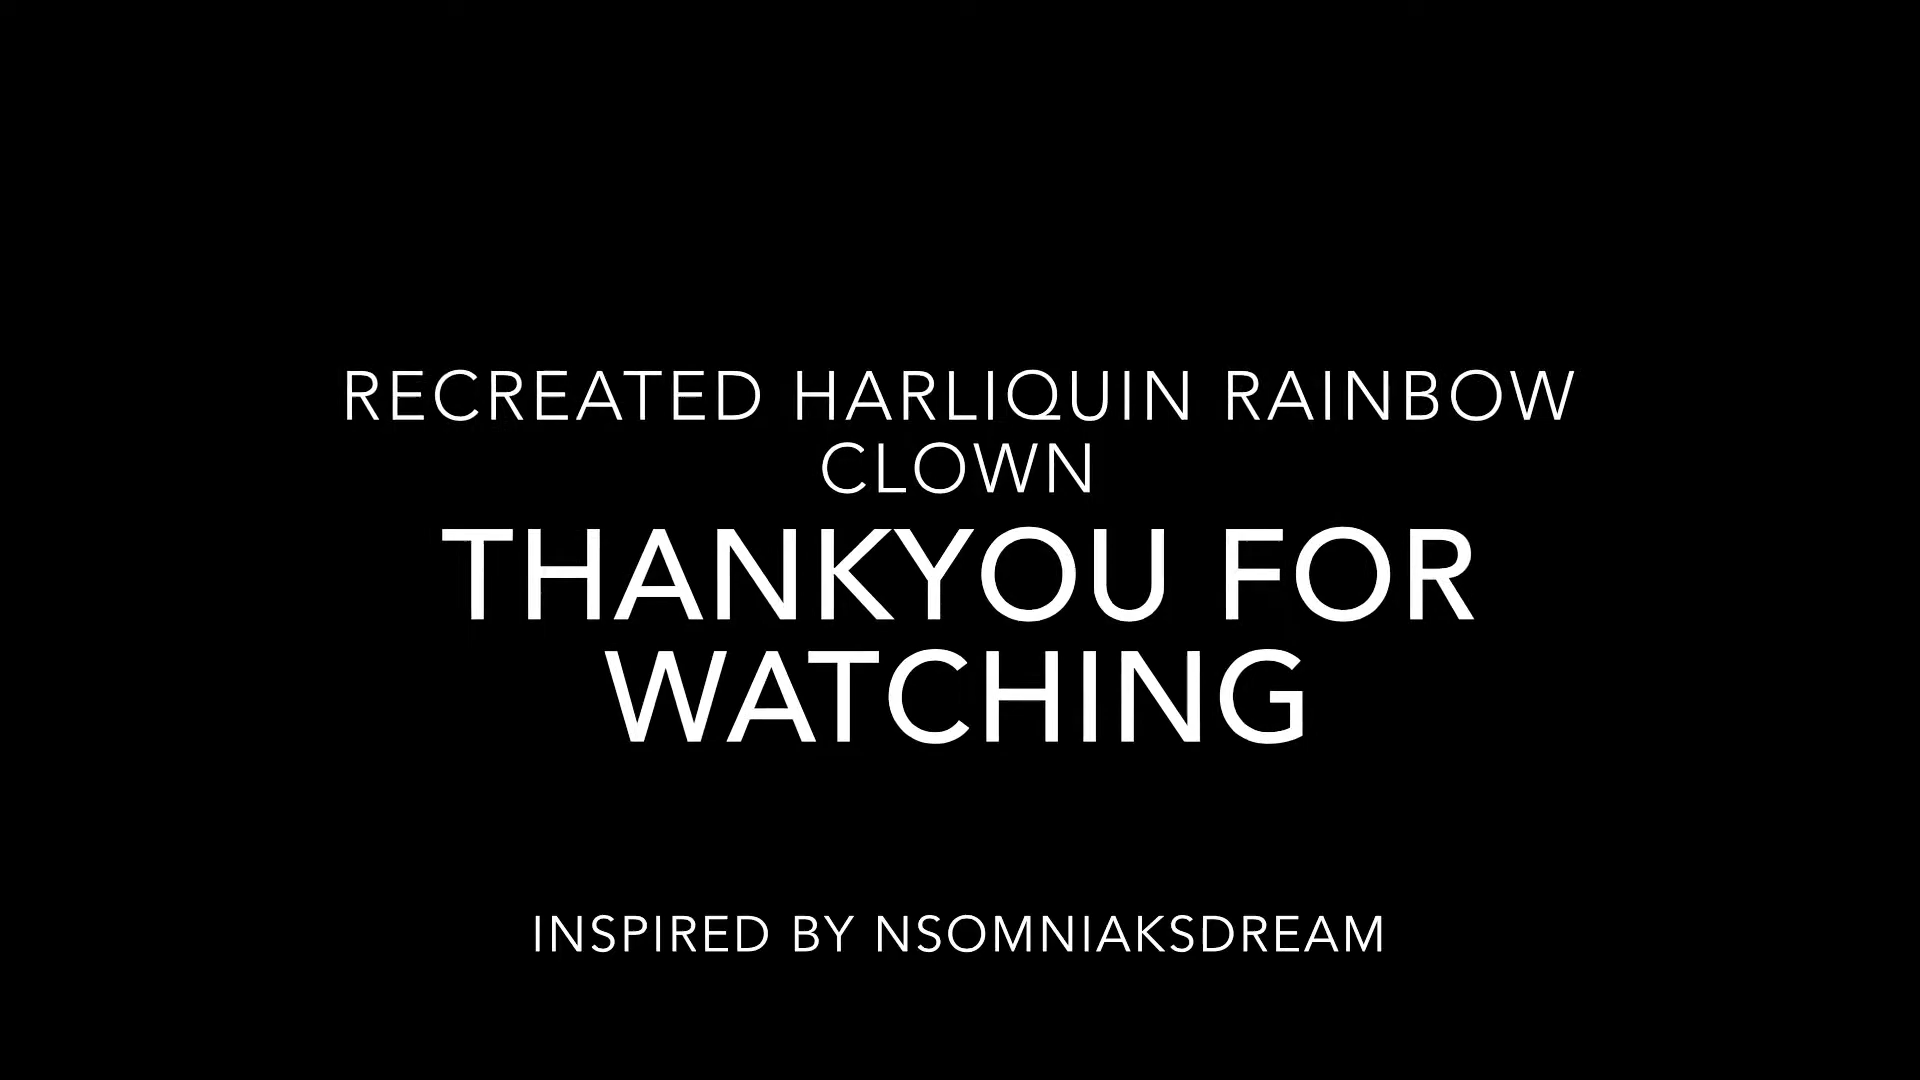 RECREATED HARLIQUIN RAINBOW
CLOWN
THANKYOU FOR
WATCHING
INSPIRED BY NSOMNIAKSDREAM